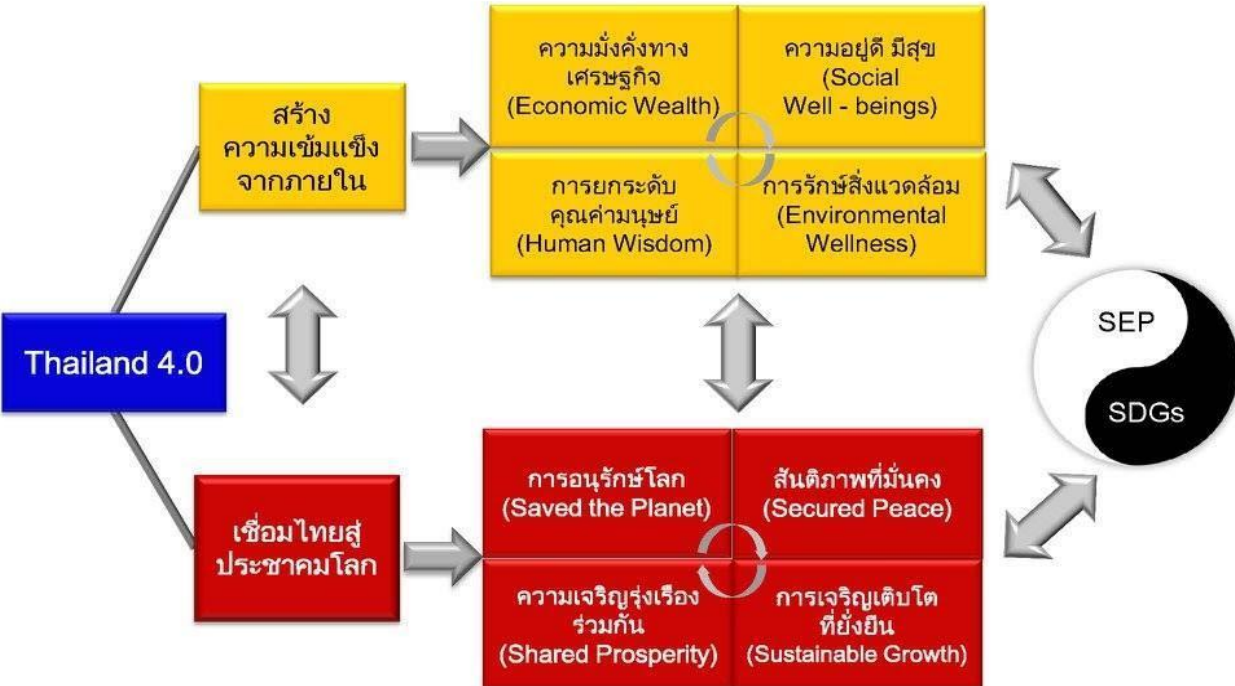 ความมั่งคั่งทาง
เศรษฐกิจ
(Economic Wealth)
ความอยู่ดี มีสุข
(Social
Well - beings)
สร้าง
ความเข้มแข็ง
จากภายใน
การยกระดับ
คุณค่ามนุษย์
(Human Wisdom)
การรักษ์สิ่งแวดล้อม
(Environmental
Wellness)
Thailand 4.0
SEP
SDGs
เชื่อมไทยสู่
ประชาคมโลก
การอนุรักษ์โลก
(Saved the Planet)
สันติภาพที่มั่นคง
(Secured Peace)
ความเจริญรุ่งเรือง
ร่วมกัน
(Shared Prosperity)
การเจริญเติบโต
ที่ยั่งยืน
(Sustainable Growth)